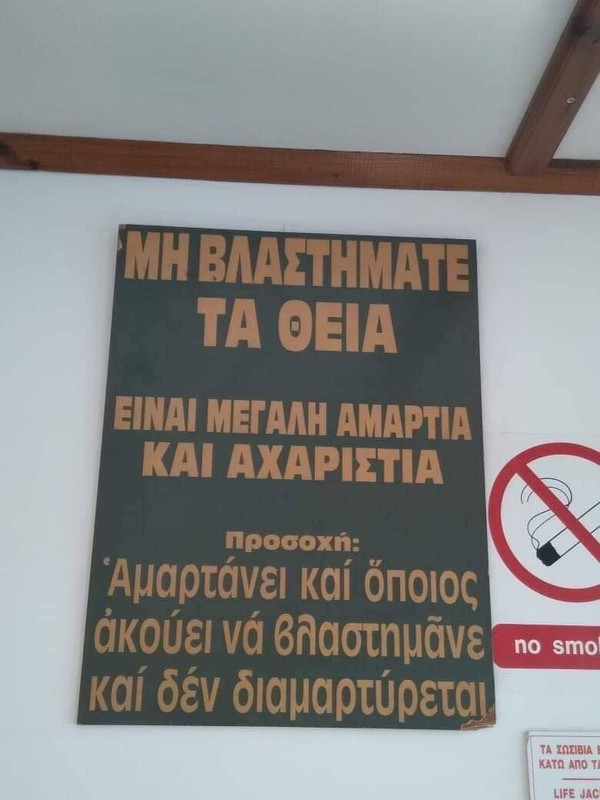 ΜΗ ΒΛΑΣΤΗΜΑΤΕ
ΤΑ ΘΕΙΑ
ΕΙΝΑΙ ΜΕΓΑΛΗ ΑΜΑΡΤΙΑ
ΚΑΙ ΑΧΑΡΙΣΤΙΑ
Προσοχή:
Ἁμαρτάνει καί ὅποιος
ἀκούει νά βλαστημᾶνε
καί δέν διαμαρτύρεται
no
ΤΑ ΣΩΣΙΒΙΑ
ΚΑΤΩ ΑΠΟ
LIFE